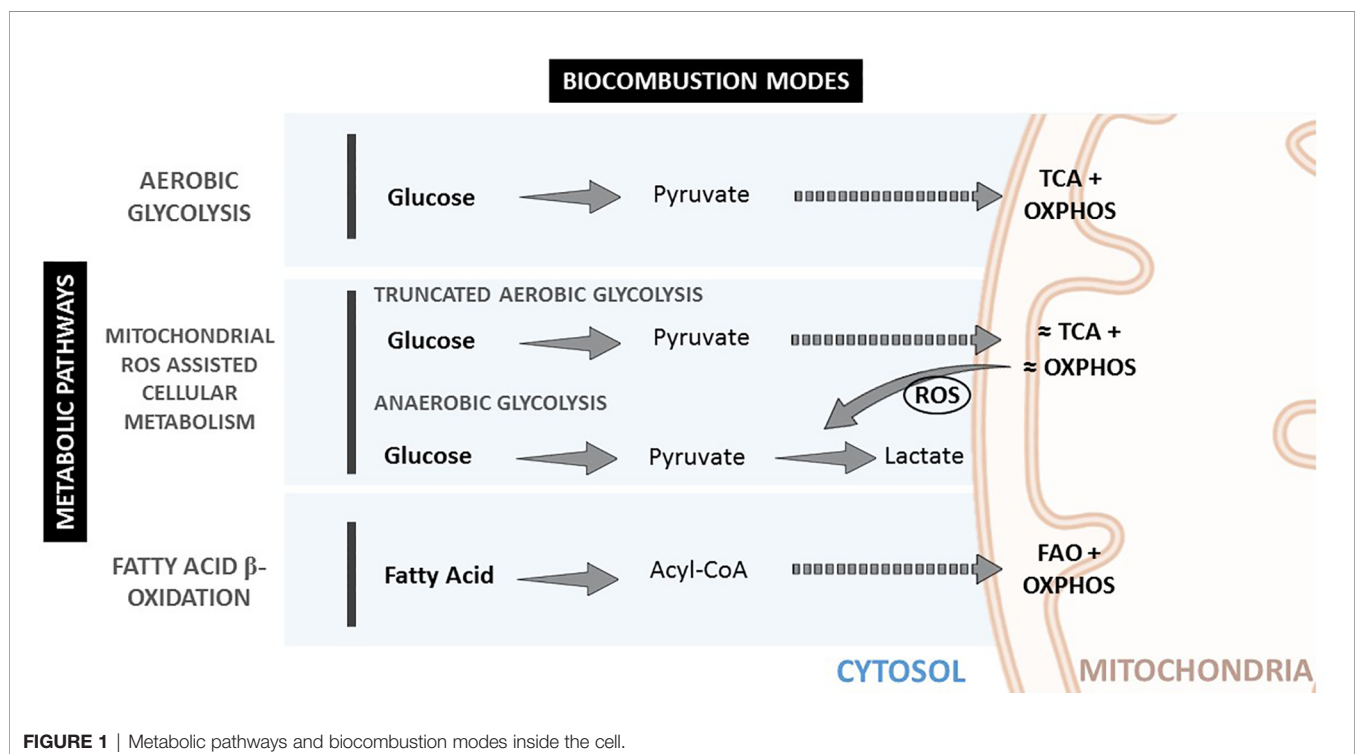 BIOCOMBUSTION MODES
METABOLIC PATHWAYS
AEROBIC
GLYCOLYSIS
Glucose
Pyruvate
TCA +
OXPHOS
MITOCHONDRIAL
ROS ASSISTED
CELLULAR
METABOLISM
TRUNCATED AEROBIC GLYCOLYSIS
Glucose
Pyruvate
≈ TCA +
≈ OXPHOS
ROS
ANAEROBIC GLYCOLYSIS
Glucose
Pyruvate
Lactate
FATTY ACID β-
OXIDATION
Fatty Acid
Acyl-CoA
FAO +
OXPHOS
CYTOSOL
MITOCHONDRIA
FIGURE 1 | Metabolic pathways and biocombustion modes inside the cell.